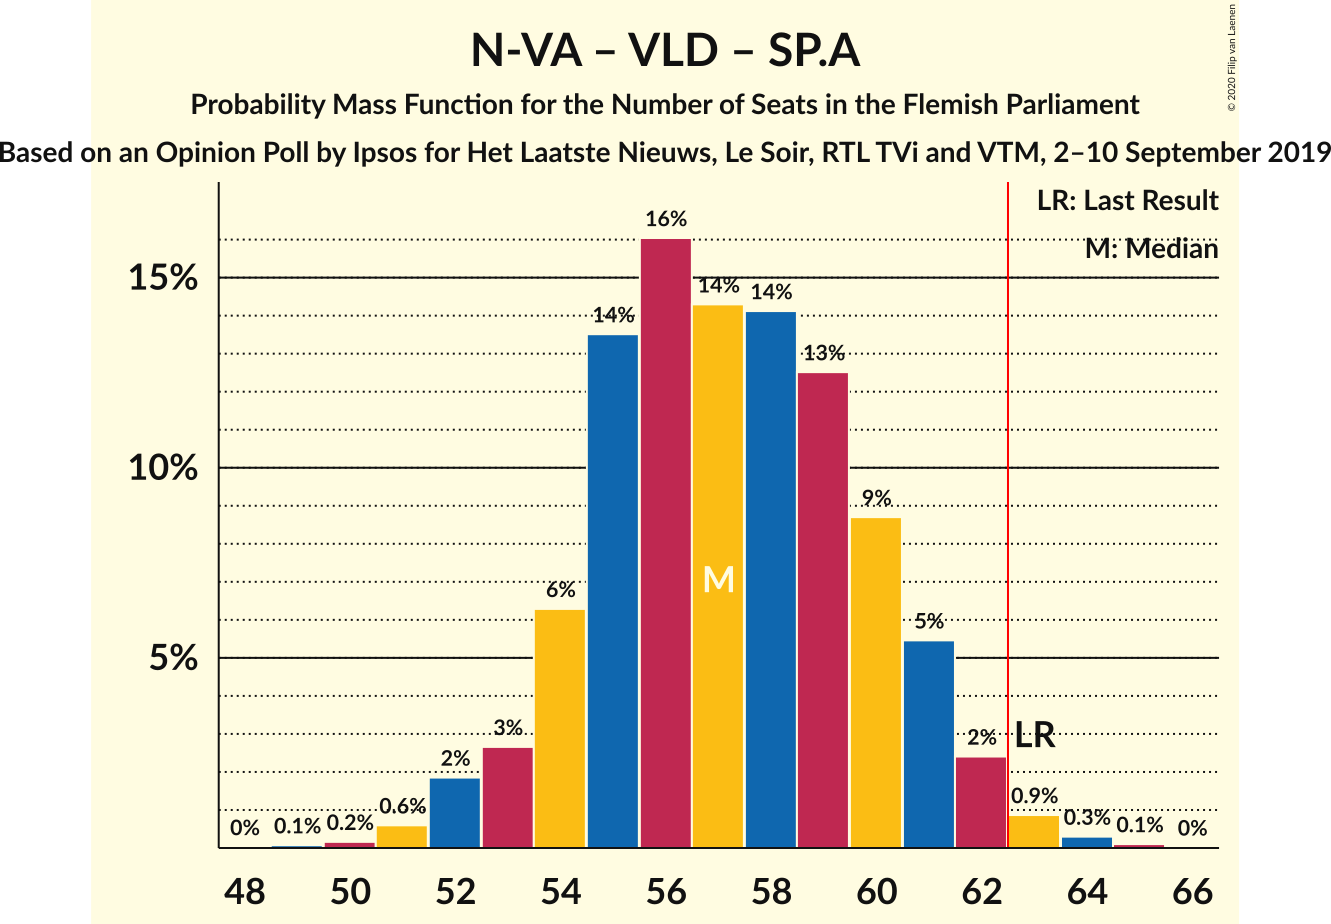 N-VA – VLD – SP.A
Probability Mass Function for the Number of Seats in the Flemish Parliament
Based on an Opinion Poll by Ipsos for Het Laatste Nieuws, Le Soir, RTL TVi and VTM, 2–10 September 2019
© 2020 Filip van Laenen
LR: Last Result
M: Median
15%
10%
5%
0%
0.1%
0.2%
0.6%
2%
3%
6%
14%
16%
14%
14%
13%
9%
5%
2%
0.9%
0.3%
0.1%
0%
M
LR
48 50 52 54 56 58 60 62 64 66